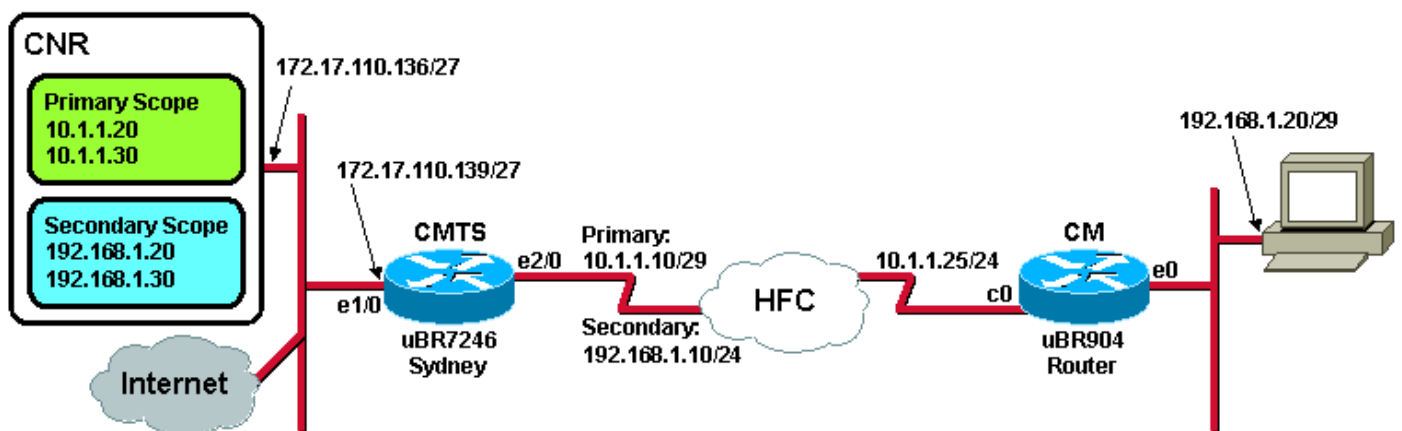 CNR
Primary Scope
10.1.1.20
10.1.1.30
Secondary Scope
192.168.1.20
192.168.1.30
172.17.110.136/27
172.17.110.139/27
Internet
CMTS
e1/0
e2/0
uBR7246
Sydney
Primary:
10.1.1.10/29
Secondary:
192.168.1.10/24
HFC
10.1.1.25/24
c0
CM
e0
uBR904
Router
192.168.1.20/29